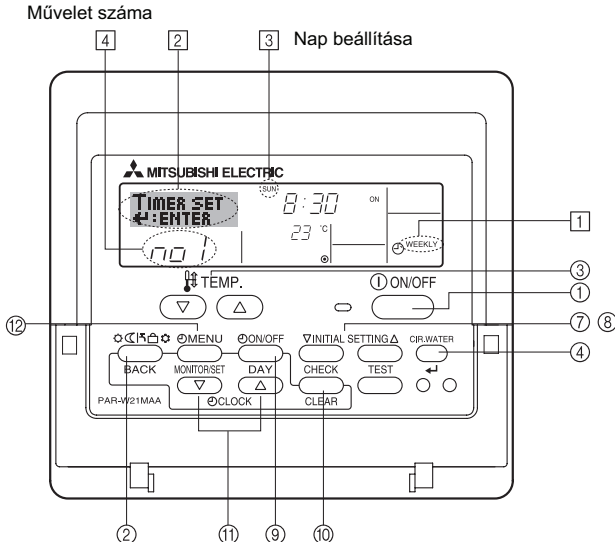 Művelet száma
4 2 3 Nap beállítása
MITSUBISHI ELECTRIC
TIMER SET
↵:ENTER
SUN
8:30
ON
23 °C
WEEKLY
1
no1
TEMP.
ON/OFF
③
①
⑫
MENU
ON/OFF
▽INITIAL SETTING△
CIR.WATER
⑦ ⑧
④
BACK
MONITOR/SET
DAY
CHECK
TEST
↵
PAR-W21MAA
CLOCK
CLEAR
② ⑪ ⑨ ⑩